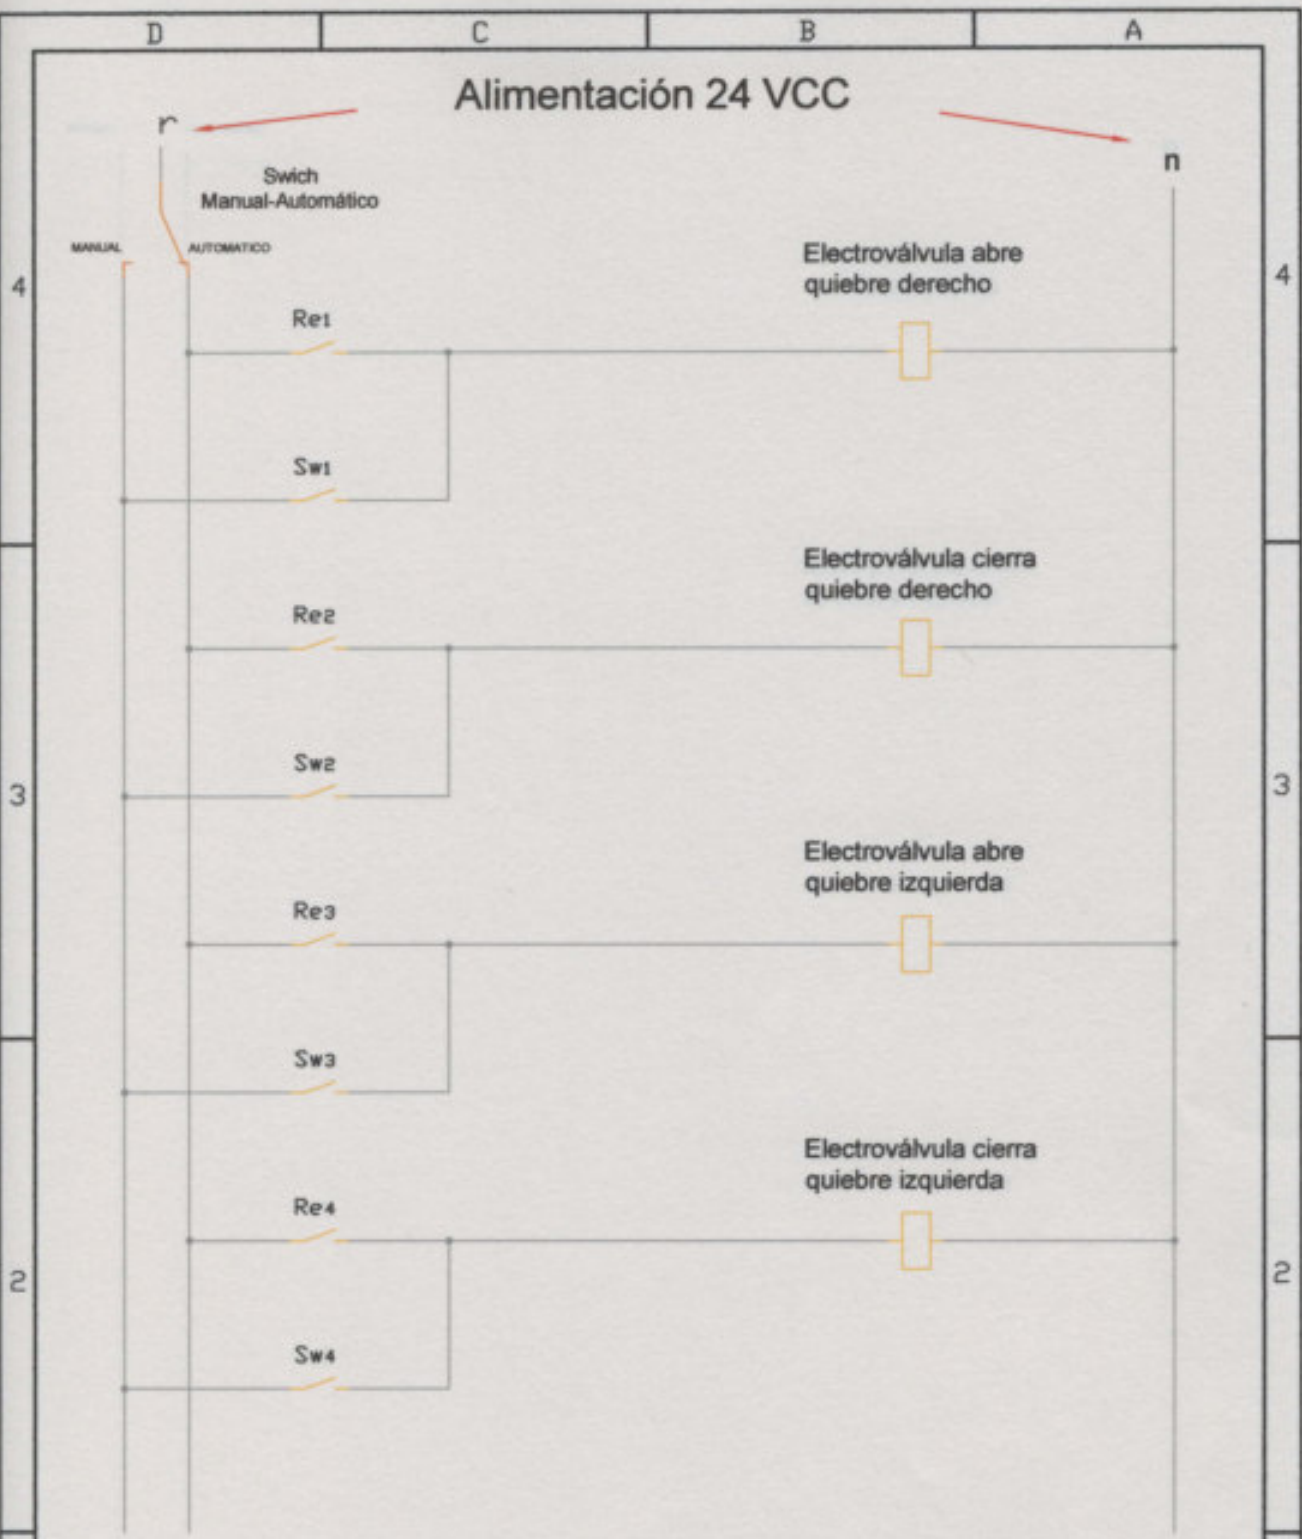 D C B A
Alimentación 24 VCC
r
n
Swich
Manual-Automático
MANUAL
AUTOMATICO
Electroválvula abre
quiebre derecho
4
4
Re1
Sw1
Electroválvula cierra
quiebre derecho
Re2
Sw2
3
3
Electroválvula abre
quiebre izquierda
Re3
Sw3
Electroválvula cierra
quiebre izquierda
Re4
2
2
Sw4